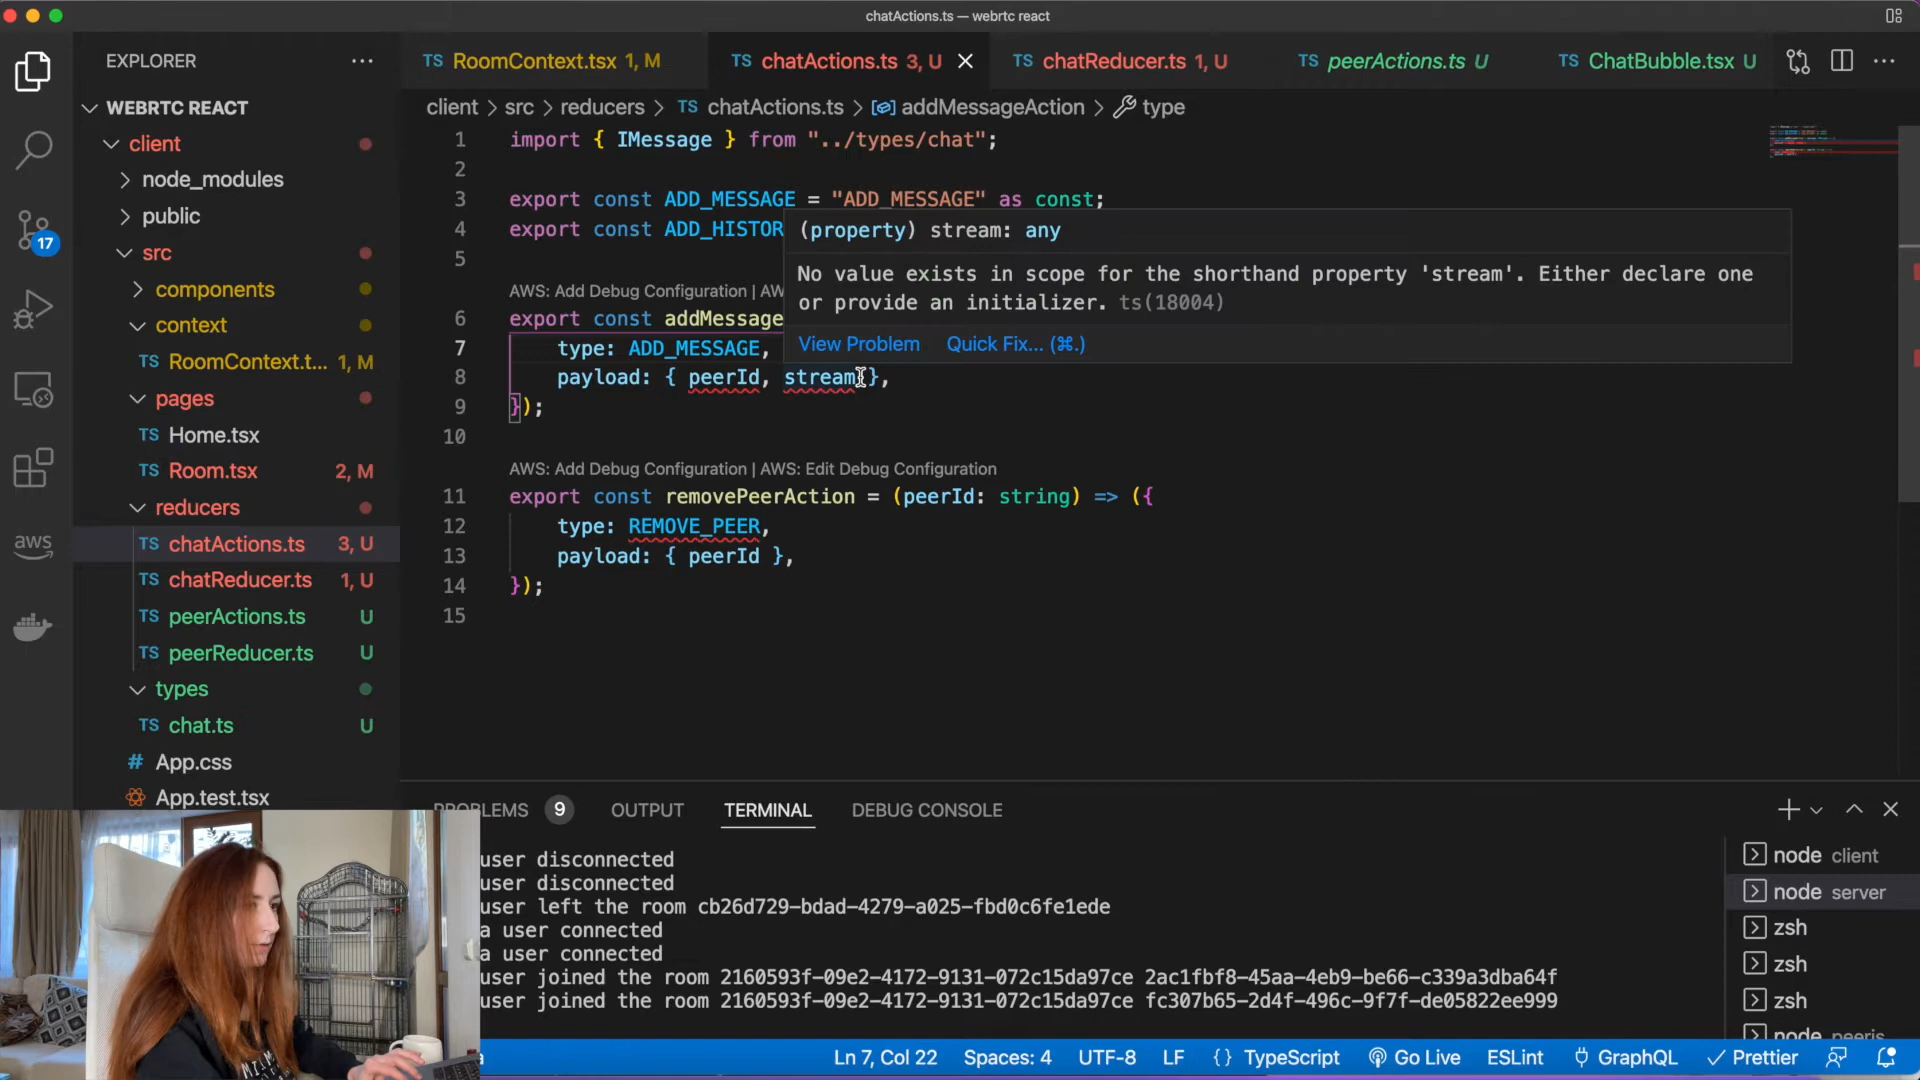 chatActions.ts — webrtc react
EXPLORER
RoomContext.tsx 1, M
chatActions.ts 3, U
chatReducer.ts 1, U
peerActions.ts U
ChatBubble.tsx U
WEBRTC REACT
client > src > reducers > TS chatActions.ts > addMessageAction > type
client
node_modules
public
src
components
context
TS RoomContext.t... 1, M
pages
TS Home.tsx
TS Room.tsx 2, M
reducers
TS chatActions.ts 3, U
TS chatReducer.ts 1, U
TS peerActions.ts U
TS peerReducer.ts U
types
TS chat.ts U
# App.css
App.test.tsx
17
aws
1 import { IMessage } from "../types/chat";
2
3 export const ADD_MESSAGE = "ADD_MESSAGE" as const;
4 export const ADD_HISTOR
5
(property) stream: any
No value exists in scope for the shorthand property 'stream'. Either declare one
or provide an initializer. ts(18004)
View Problem Quick Fix... (⌘.)
AWS: Add Debug Configuration | AW
6 export const addMessage
7 type: ADD_MESSAGE,
8 payload: { peerId, stream },
9 });
10
AWS: Add Debug Configuration | AWS: Edit Debug Configuration
11 export const removePeerAction = (peerId: string) => ({
12 type: REMOVE_PEER,
13 payload: { peerId },
14 });
15
PROBLEMS 9 OUTPUT TERMINAL DEBUG CONSOLE
user disconnected
user disconnected
user left the room cb26d729-bdad-4279-a025-fbd0c6fe1ede
a user connected
a user connected
user joined the room 2160593f-09e2-4172-9131-072c15da97ce 2ac1fbf8-45aa-4eb9-be66-c339a3dba64f
user joined the room 2160593f-09e2-4172-9131-072c15da97ce fc307b65-2d4f-496c-9f7f-de05822ee999
node client
node server
zsh
zsh
zsh
node peerjs
Ln 7, Col 22 Spaces: 4 UTF-8 LF {} TypeScript Go Live ESLint GraphQL Prettier